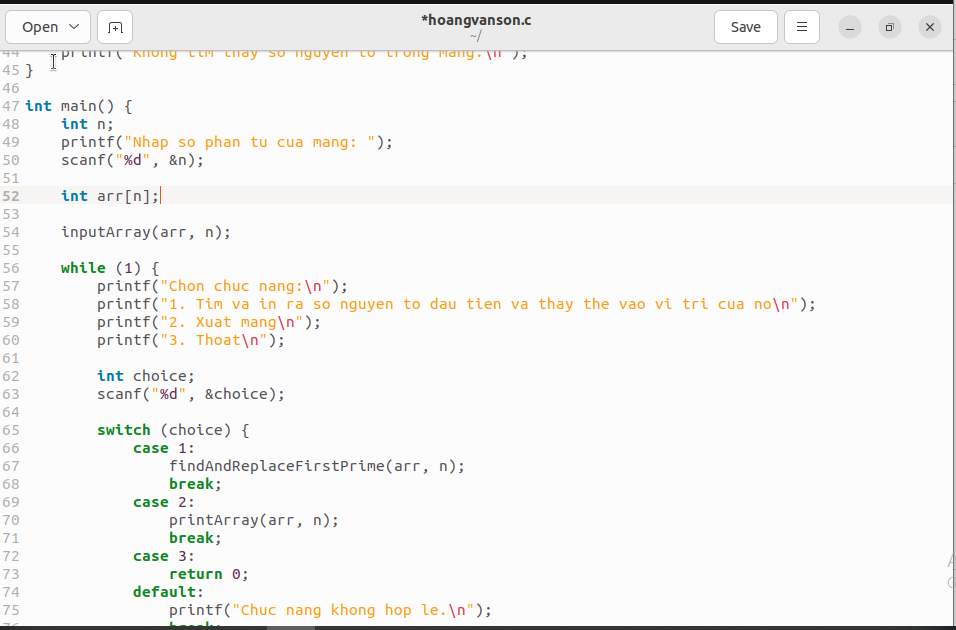 Open
*hoangvanson.c
~/
Save
44 printf("Khong tim thay so nguyen to trong mang.\n");
45 }
46
47 int main() {
48 int n;
49 printf("Nhap so phan tu cua mang: ");
50 scanf("%d", &n);
51
52 int arr[n];
53
54 inputArray(arr, n);
55
56 while (1) {
57 printf("Chon chuc nang:\n");
58 printf("1. Tim va in ra so nguyen to dau tien va thay the vao vi tri cua no\n");
59 printf("2. Xuat mang\n");
60 printf("3. Thoat\n");
61
62 int choice;
63 scanf("%d", &choice);
64
65 switch (choice) {
66 case 1:
67 findAndReplaceFirstPrime(arr, n);
68 break;
69 case 2:
70 printArray(arr, n);
71 break;
72 case 3:
73 return 0;
74 default:
75 printf("Chuc nang khong hop le.\n");